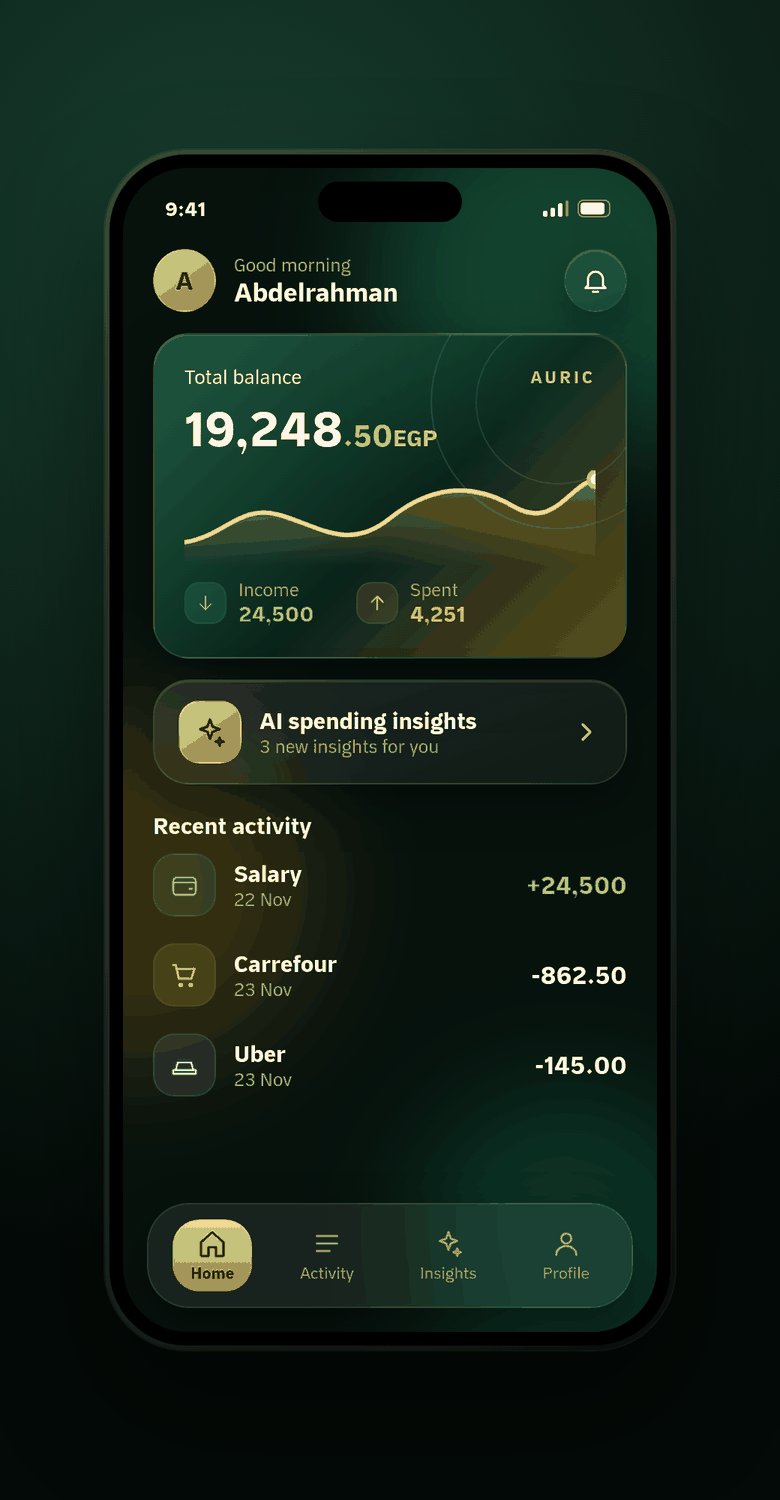 9:41
A
Good morning
Abdelrahman
Total balance
AURIC
19,248.50EGP
Income
24,500
Spent
4,251
AI spending insights
3 new insights for you
Recent activity
Salary
22 Nov
+24,500
Carrefour
23 Nov
-862.50
Uber
23 Nov
-145.00
Home
Activity
Insights
Profile